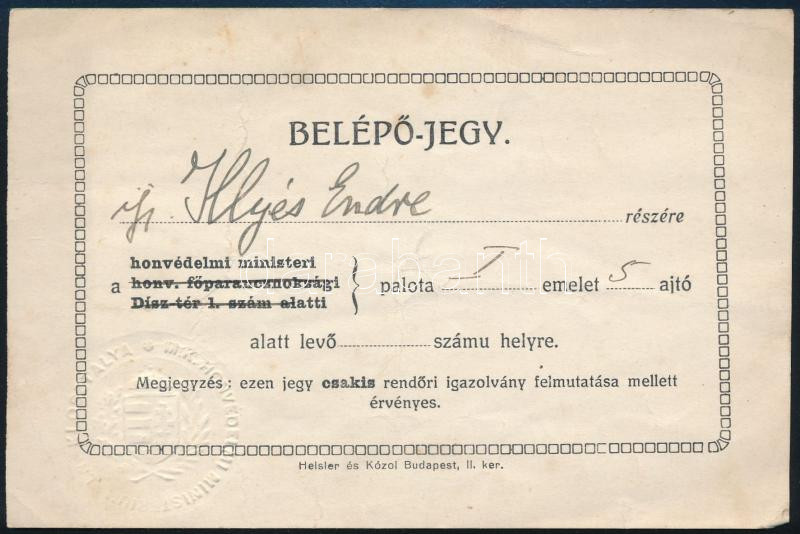 BELÉPŐ-JEGY.
ifj. Illyés Endre részére
honvédelmi ministeri
a honv. főparancsnoksági } palota I emelet 5 ajtó
Dísz-tér 1. szám alatti
alatt levő számu helyre.
Megjegyzés : ezen jegy csakis rendőri igazolvány felmutatása mellett
érvényes.
Heisler és Kózol Budapest, II. ker.